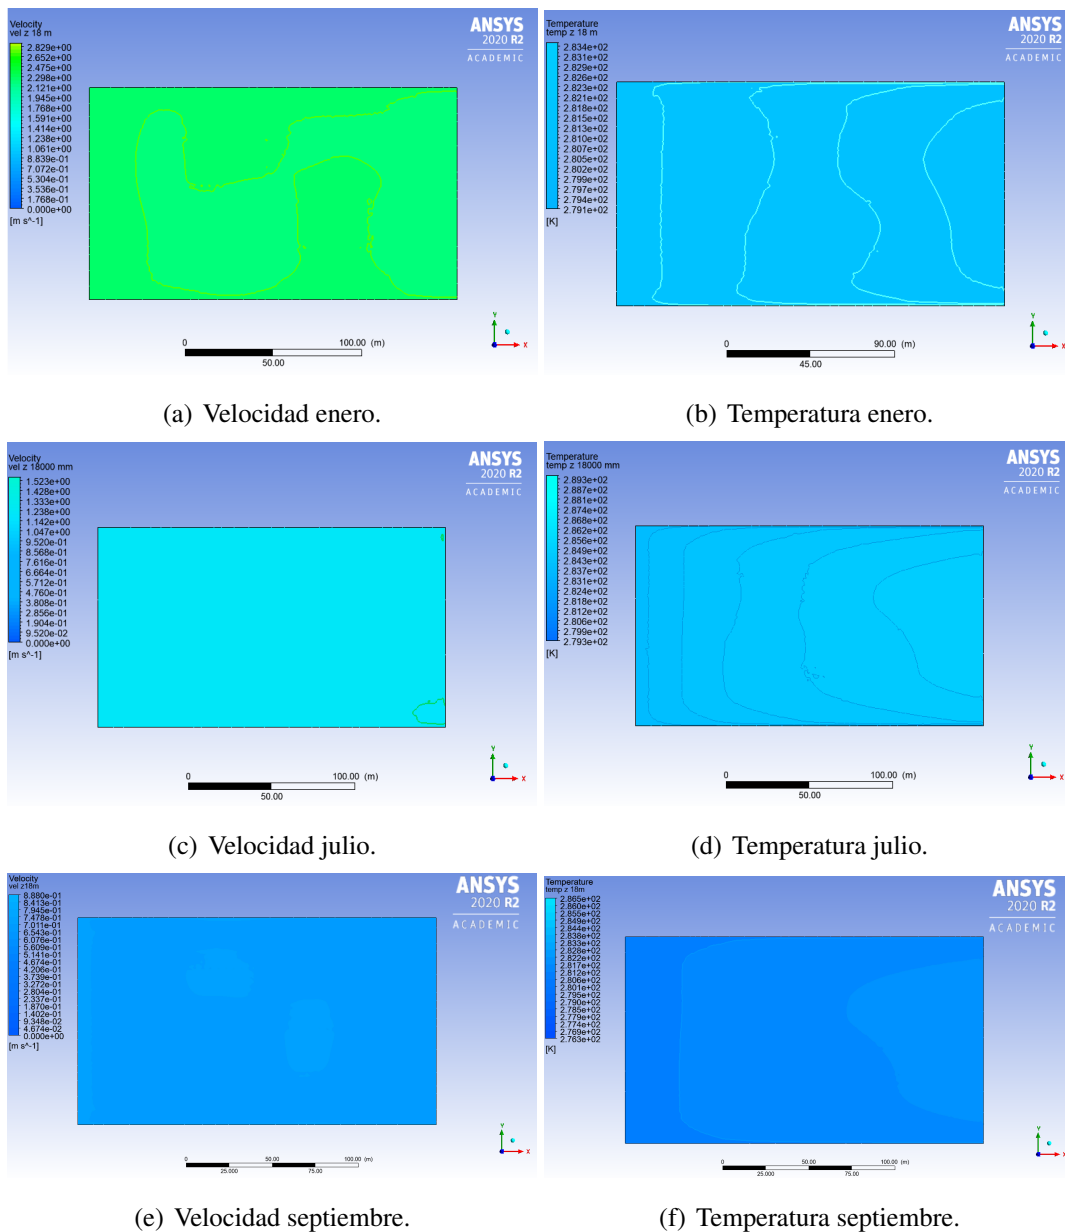 Velocity
vel z 18 m
2.829e+00
2.652e+00
2.475e+00
2.298e+00
2.121e+00
1.945e+00
1.768e+00
1.591e+00
1.414e+00
1.238e+00
1.061e+00
8.839e-01
7.072e-01
5.304e-01
3.536e-01
1.768e-01
0.000e+00
[m s^-1]
ANSYS
2020 R2
ACADEMIC
0 100.00 (m)
50.00
Y
X
Temperature
temp z 18 m
2.834e+02
2.831e+02
2.829e+02
2.826e+02
2.823e+02
2.821e+02
2.818e+02
2.815e+02
2.813e+02
2.810e+02
2.807e+02
2.805e+02
2.802e+02
2.799e+02
2.797e+02
2.794e+02
2.791e+02
[K]
ANSYS
2020 R2
ACADEMIC
0 90.00 (m)
45.00
Y
X
(a) Velocidad enero.
(b) Temperatura enero.
Velocity
vel z 18000 mm
1.523e+00
1.428e+00
1.333e+00
1.238e+00
1.142e+00
1.047e+00
9.520e-01
8.568e-01
7.616e-01
6.664e-01
5.712e-01
4.760e-01
3.808e-01
2.856e-01
1.904e-01
9.520e-02
0.000e+00
[m s^-1]
ANSYS
2020 R2
ACADEMIC
0 100.00 (m)
50.00
Y
X
Temperature
temp z 18000 mm
2.893e+02
2.887e+02
2.881e+02
2.874e+02
2.868e+02
2.862e+02
2.856e+02
2.849e+02
2.843e+02
2.837e+02
2.831e+02
2.824e+02
2.818e+02
2.812e+02
2.806e+02
2.799e+02
2.793e+02
[K]
ANSYS
2020 R2
ACADEMIC
0 100.00 (m)
50.00
Y
X
(c) Velocidad julio.
(d) Temperatura julio.
Velocity
vel z18m
8.880e-01
8.413e-01
7.945e-01
7.478e-01
7.011e-01
6.543e-01
6.076e-01
5.609e-01
5.141e-01
4.674e-01
4.206e-01
3.739e-01
3.272e-01
2.804e-01
2.337e-01
1.870e-01
1.402e-01
9.348e-02
4.674e-02
0.000e+00
[m s^-1]
ANSYS
2020 R2
ACADEMIC
0 50.00 100.00 (m)
25.000 75.00
Y
X
Temperature
temp z 18m
2.865e+02
2.860e+02
2.855e+02
2.849e+02
2.844e+02
2.838e+02
2.833e+02
2.828e+02
2.822e+02
2.817e+02
2.812e+02
2.806e+02
2.801e+02
2.795e+02
2.790e+02
2.785e+02
2.779e+02
2.774e+02
2.769e+02
2.763e+02
[K]
ANSYS
2020 R2
ACADEMIC
0 50.00 100.00 (m)
25.000 75.00
Y
X
(e) Velocidad septiembre.
(f) Temperatura septiembre.